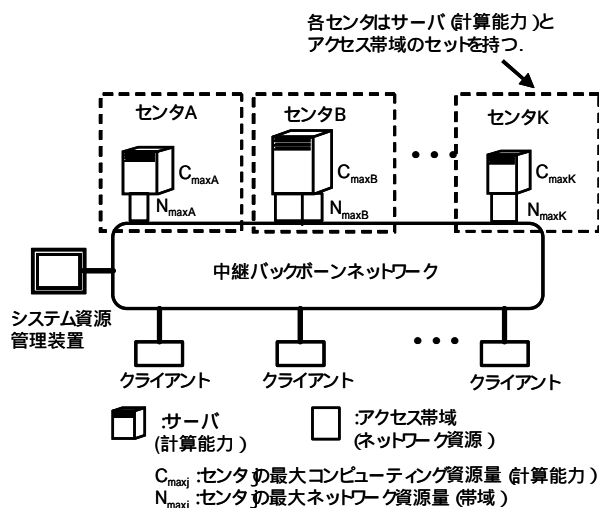 各センタはサーバ(計算能力)と
アクセス帯域のセットを持つ.
センタA
センタB
センタK
CmaxA
CmaxB
CmaxK
NmaxA
NmaxB
NmaxK
中継バックボーンネットワーク
システム資源
管理装置
クライアント
クライアント
クライアント
:サーバ
(計算能力)
:アクセス帯域
(ネットワーク資源)
Cmaxj :センタjの最大コンピューティング資源量(計算能力)
Nmaxj :センタjの最大ネットワーク資源量(帯域)